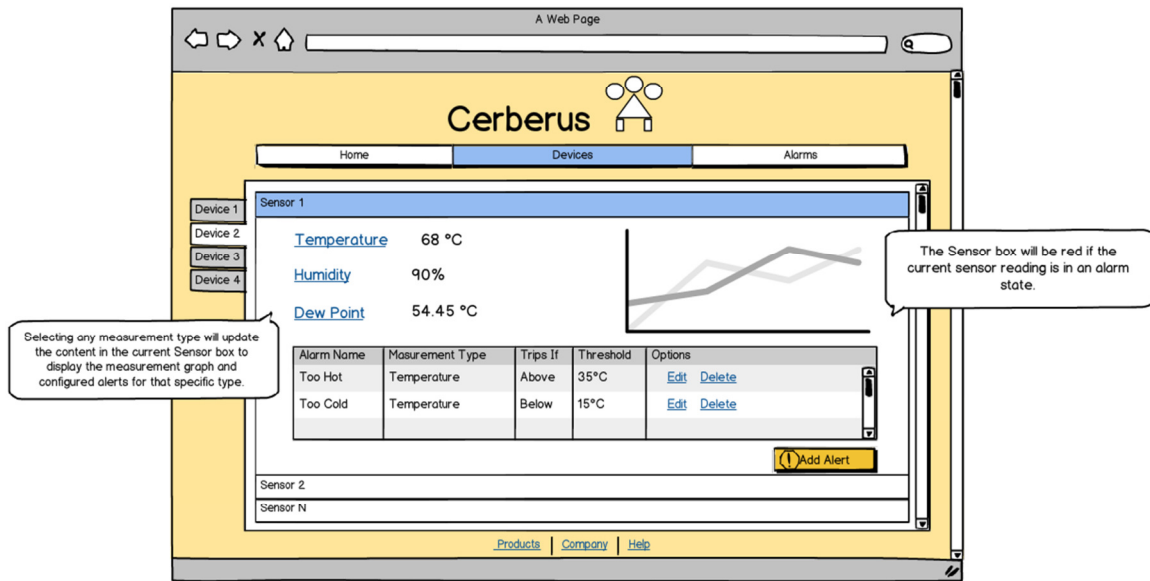 A Web Page
Cerberus
Home Devices Alarms
Device 1
Device 2
Device 3
Device 4
Sensor 1
Temperature 68 °C
Humidity 90%
Dew Point 54.45 °C
The Sensor box will be red if the
current sensor reading is in an alarm
state.
Selecting any measurement type will update
the content in the current Sensor box to
display the measurement graph and
configured alerts for that specific type.
Alarm Name Masurement Type Trips If Threshold Options
Too Hot Temperature Above 35°C Edit Delete
Too Cold Temperature Below 15°C Edit Delete
! Add Alert
Sensor 2
Sensor N
Products Company Help